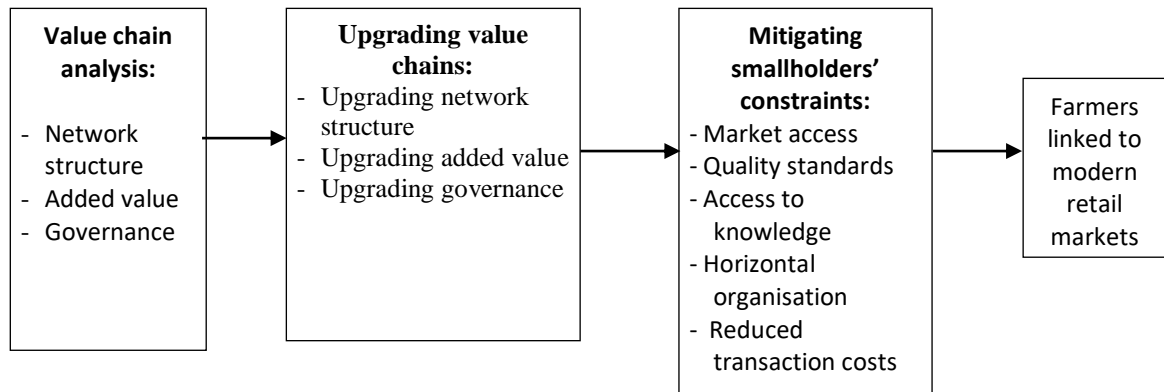 Value chain
analysis:
- Network
structure
- Added value
- Governance
Upgrading value
chains:
- Upgrading network
structure
- Upgrading added value
- Upgrading governance
Mitigating
smallholders’
constraints:
- Market access
- Quality standards
- Access to
knowledge
- Horizontal
organisation
- Reduced
transaction costs
Farmers
linked to
modern
retail
markets